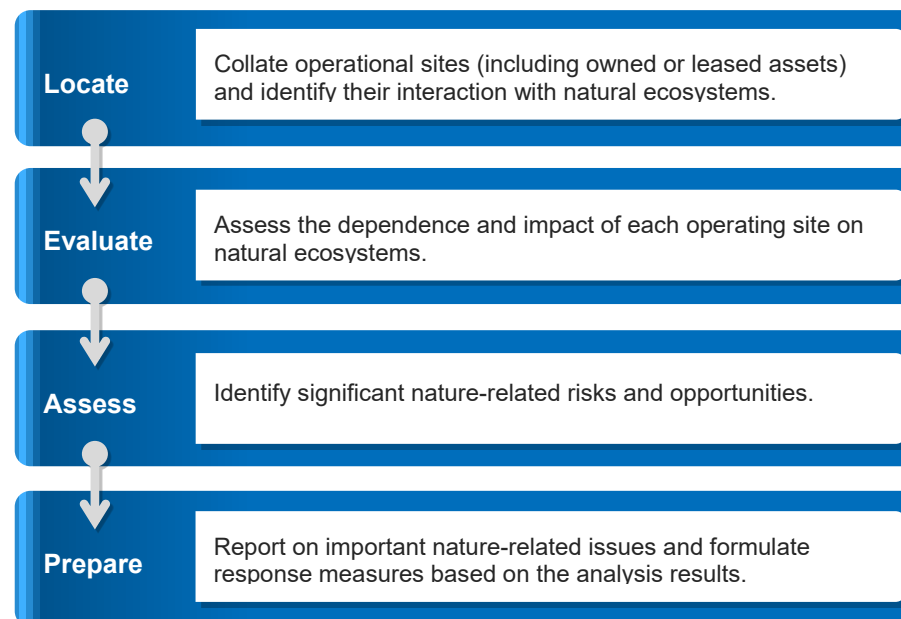 Locate
Collate operational sites (including owned or leased assets)
and identify their interaction with natural ecosystems.
Evaluate
Assess the dependence and impact of each operating site on
natural ecosystems.
Assess
Identify significant nature-related risks and opportunities.
Prepare
Report on important nature-related issues and formulate
response measures based on the analysis results.